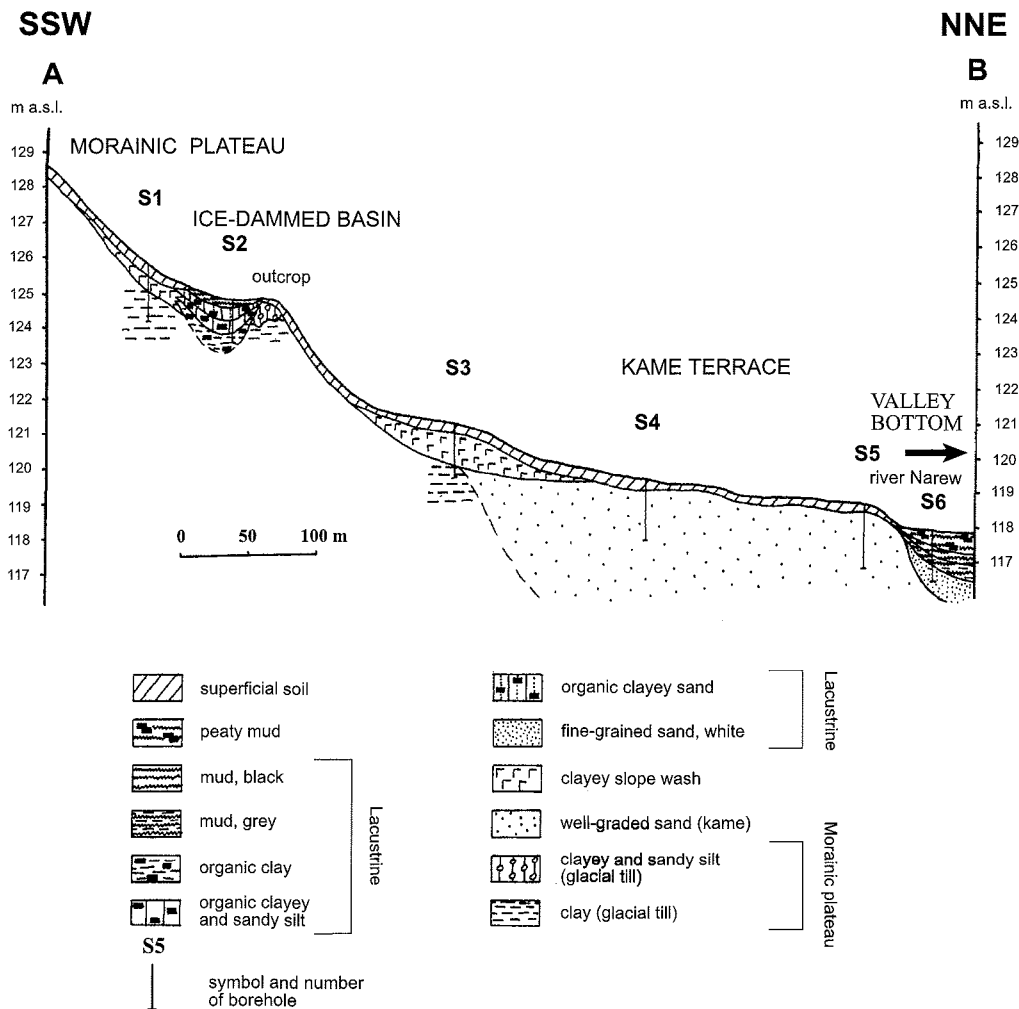 SSW
NNE
A
B
m a.s.l.
m a.s.l.
129
128
127
126
125
124
123
122
121
120
119
118
117
129
128
127
126
125
124
123
122
121
120
119
118
117
MORAINIC PLATEAU
S1
ICE-DAMMED BASIN
S2
outcrop
S3
KAME TERRACE
S4
VALLEY
BOTTOM
S5
river Narew
S6
0 50 100 m
superficial soil
peaty mud
mud, black
mud, grey
organic clay
organic clayey
and sandy silt
Lacustrine
S5
symbol and number
of borehole
organic clayey sand
fine-grained sand, white
Lacustrine
clayey slope wash
well-graded sand (kame)
clayey and sandy silt
(glacial till)
clay (glacial till)
Morainic plateau